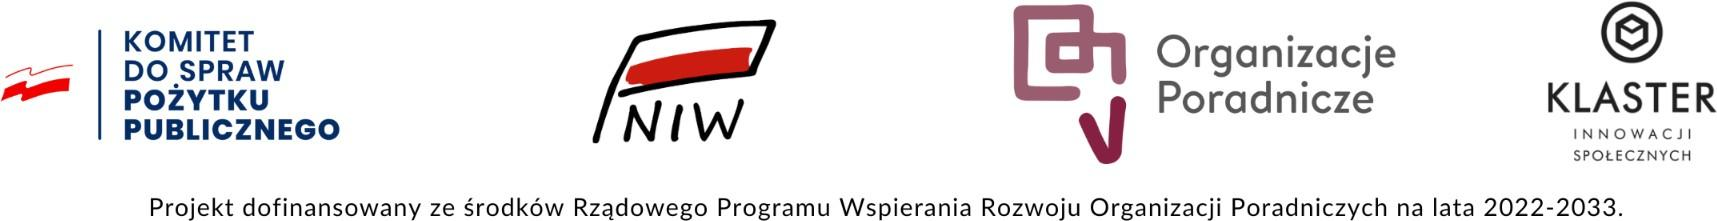 KOMITET
DO SPRAW
POŻYTKU
PUBLICZNEGO
NIW
Organizacje
Poradnicze
KLASTER
INNOWACJI
SPOŁECZNYCH
Projekt dofinansowany ze środków Rządowego Programu Wspierania Rozwoju Organizacji Poradniczych na lata 2022-2033.